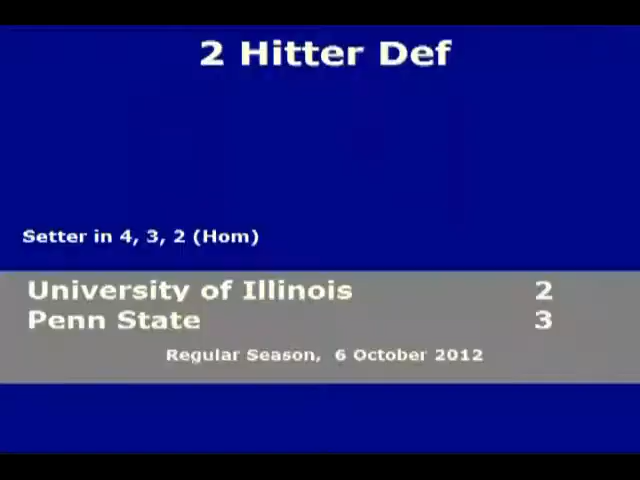 2 Hitter Def
Setter in 4, 3, 2 (Hom)
University of Illinois 2
Penn State 3
Regular Season, 6 October 2012